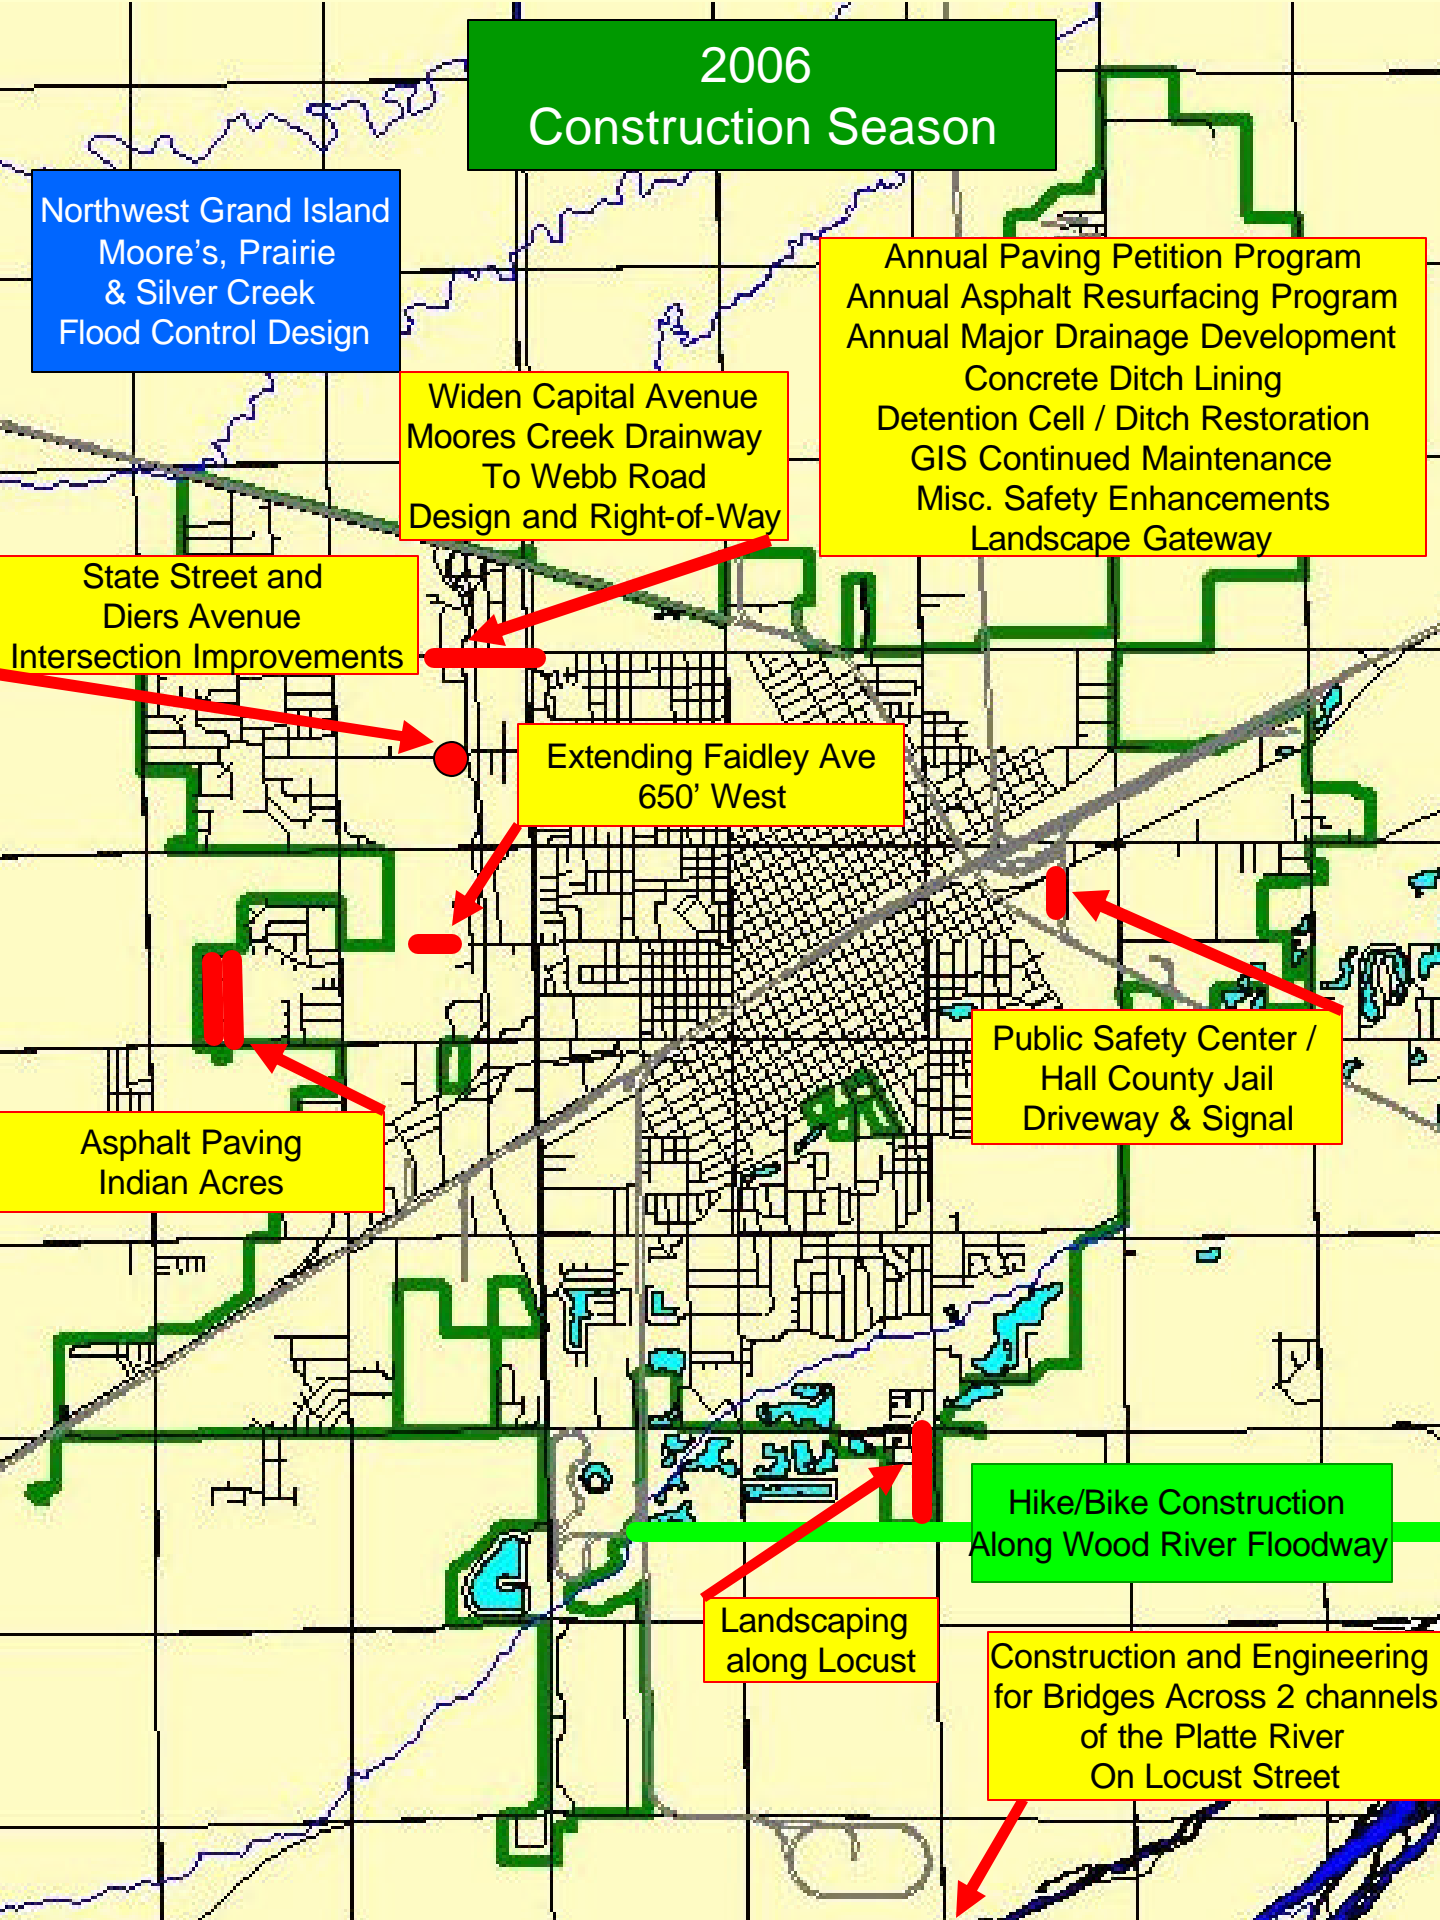 2006
Construction Season
Northwest Grand Island
Moore's, Prairie
& Silver Creek
Flood Control Design
Annual Paving Petition Program
Annual Asphalt Resurfacing Program
Annual Major Drainage Development
Concrete Ditch Lining
Detention Cell / Ditch Restoration
GIS Continued Maintenance
Misc. Safety Enhancements
Landscape Gateway
Widen Capital Avenue
Moores Creek Drainway
To Webb Road
Design and Right-of-Way
State Street and
Diers Avenue
Intersection Improvements
Extending Faidley Ave
650' West
Public Safety Center /
Hall County Jail
Driveway & Signal
Asphalt Paving
Indian Acres
Hike/Bike Construction
Along Wood River Floodway
Landscaping
along Locust
Construction and Engineering
for Bridges Across 2 channels
of the Platte River
On Locust Street